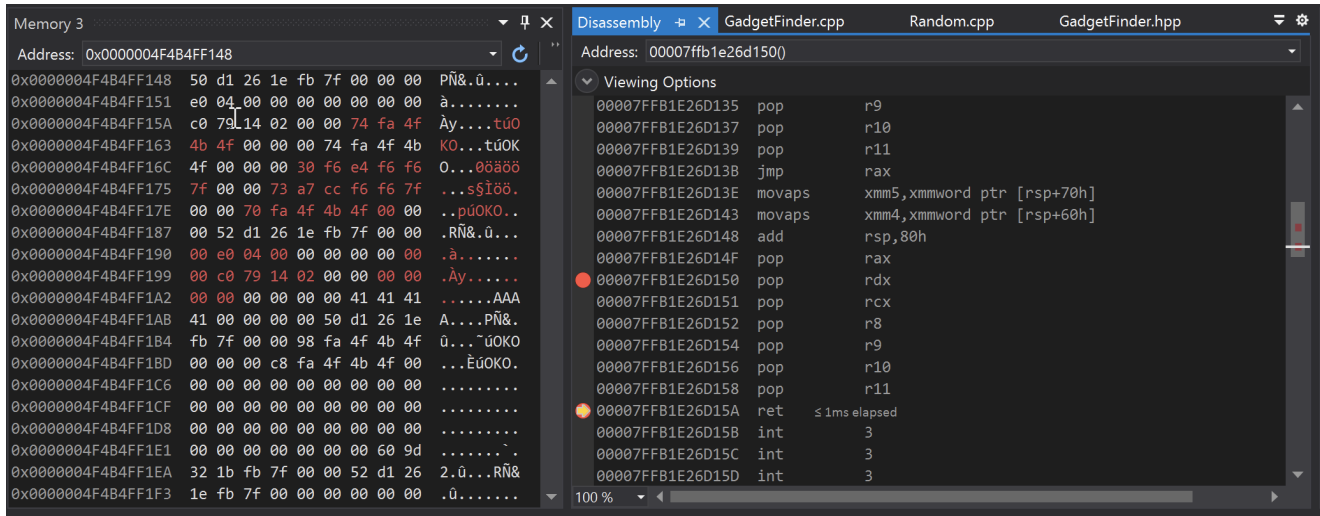 Memory 3
Address: 0x0000004F4B4FF148
0x0000004F4B4FF148 50 d1 26 1e fb 7f 00 00 00 PÑ&.û....
0x0000004F4B4FF151 e0 04 00 00 00 00 00 00 00 à........
0x0000004F4B4FF15A c0 79 14 02 00 00 74 fa 4f Ày....túO
0x0000004F4B4FF163 4b 4f 00 00 00 74 fa 4f 4b KO...túOK
0x0000004F4B4FF16C 4f 00 00 00 30 f6 e4 f6 f6 O...0öäöö
0x0000004F4B4FF175 7f 00 00 73 a7 cc f6 f6 7f ...s§Ìöö.
0x0000004F4B4FF17E 00 00 70 fa 4f 4b 4f 00 00 ..púOKO..
0x0000004F4B4FF187 00 52 d1 26 1e fb 7f 00 00 .RÑ&.û...
0x0000004F4B4FF190 00 e0 04 00 00 00 00 00 00 .à.......
0x0000004F4B4FF199 00 c0 79 14 02 00 00 00 00 .Ày......
0x0000004F4B4FF1A2 00 00 00 00 00 00 41 41 41 ......AAA
0x0000004F4B4FF1AB 41 00 00 00 00 50 d1 26 1e A....PÑ&.
0x0000004F4B4FF1B4 fb 7f 00 00 98 fa 4f 4b 4f û...˜úOKO
0x0000004F4B4FF1BD 00 00 00 c8 fa 4f 4b 4f 00 ...ÈúOKO.
0x0000004F4B4FF1C6 00 00 00 00 00 00 00 00 00 .........
0x0000004F4B4FF1CF 00 00 00 00 00 00 00 00 00 .........
0x0000004F4B4FF1D8 00 00 00 00 00 00 00 00 00 .........
0x0000004F4B4FF1E1 00 00 00 00 00 00 00 60 9d .......`.
0x0000004F4B4FF1EA 32 1b fb 7f 00 00 52 d1 26 2.û...RÑ&
0x0000004F4B4FF1F3 1e fb 7f 00 00 00 00 00 00 .û.......
Disassembly GadgetFinder.cpp Random.cpp GadgetFinder.hpp
Address: 00007ffb1e26d150()
Viewing Options
00007FFB1E26D135 pop r9
00007FFB1E26D137 pop r10
00007FFB1E26D139 pop r11
00007FFB1E26D13B jmp rax
00007FFB1E26D13E movaps xmm5,xmmword ptr [rsp+70h]
00007FFB1E26D143 movaps xmm4,xmmword ptr [rsp+60h]
00007FFB1E26D148 add rsp,80h
00007FFB1E26D14F pop rax
00007FFB1E26D150 pop rdx
00007FFB1E26D151 pop rcx
00007FFB1E26D152 pop r8
00007FFB1E26D154 pop r9
00007FFB1E26D156 pop r10
00007FFB1E26D158 pop r11
00007FFB1E26D15A ret ≤ 1ms elapsed
00007FFB1E26D15B int 3
00007FFB1E26D15C int 3
00007FFB1E26D15D int 3
100 %